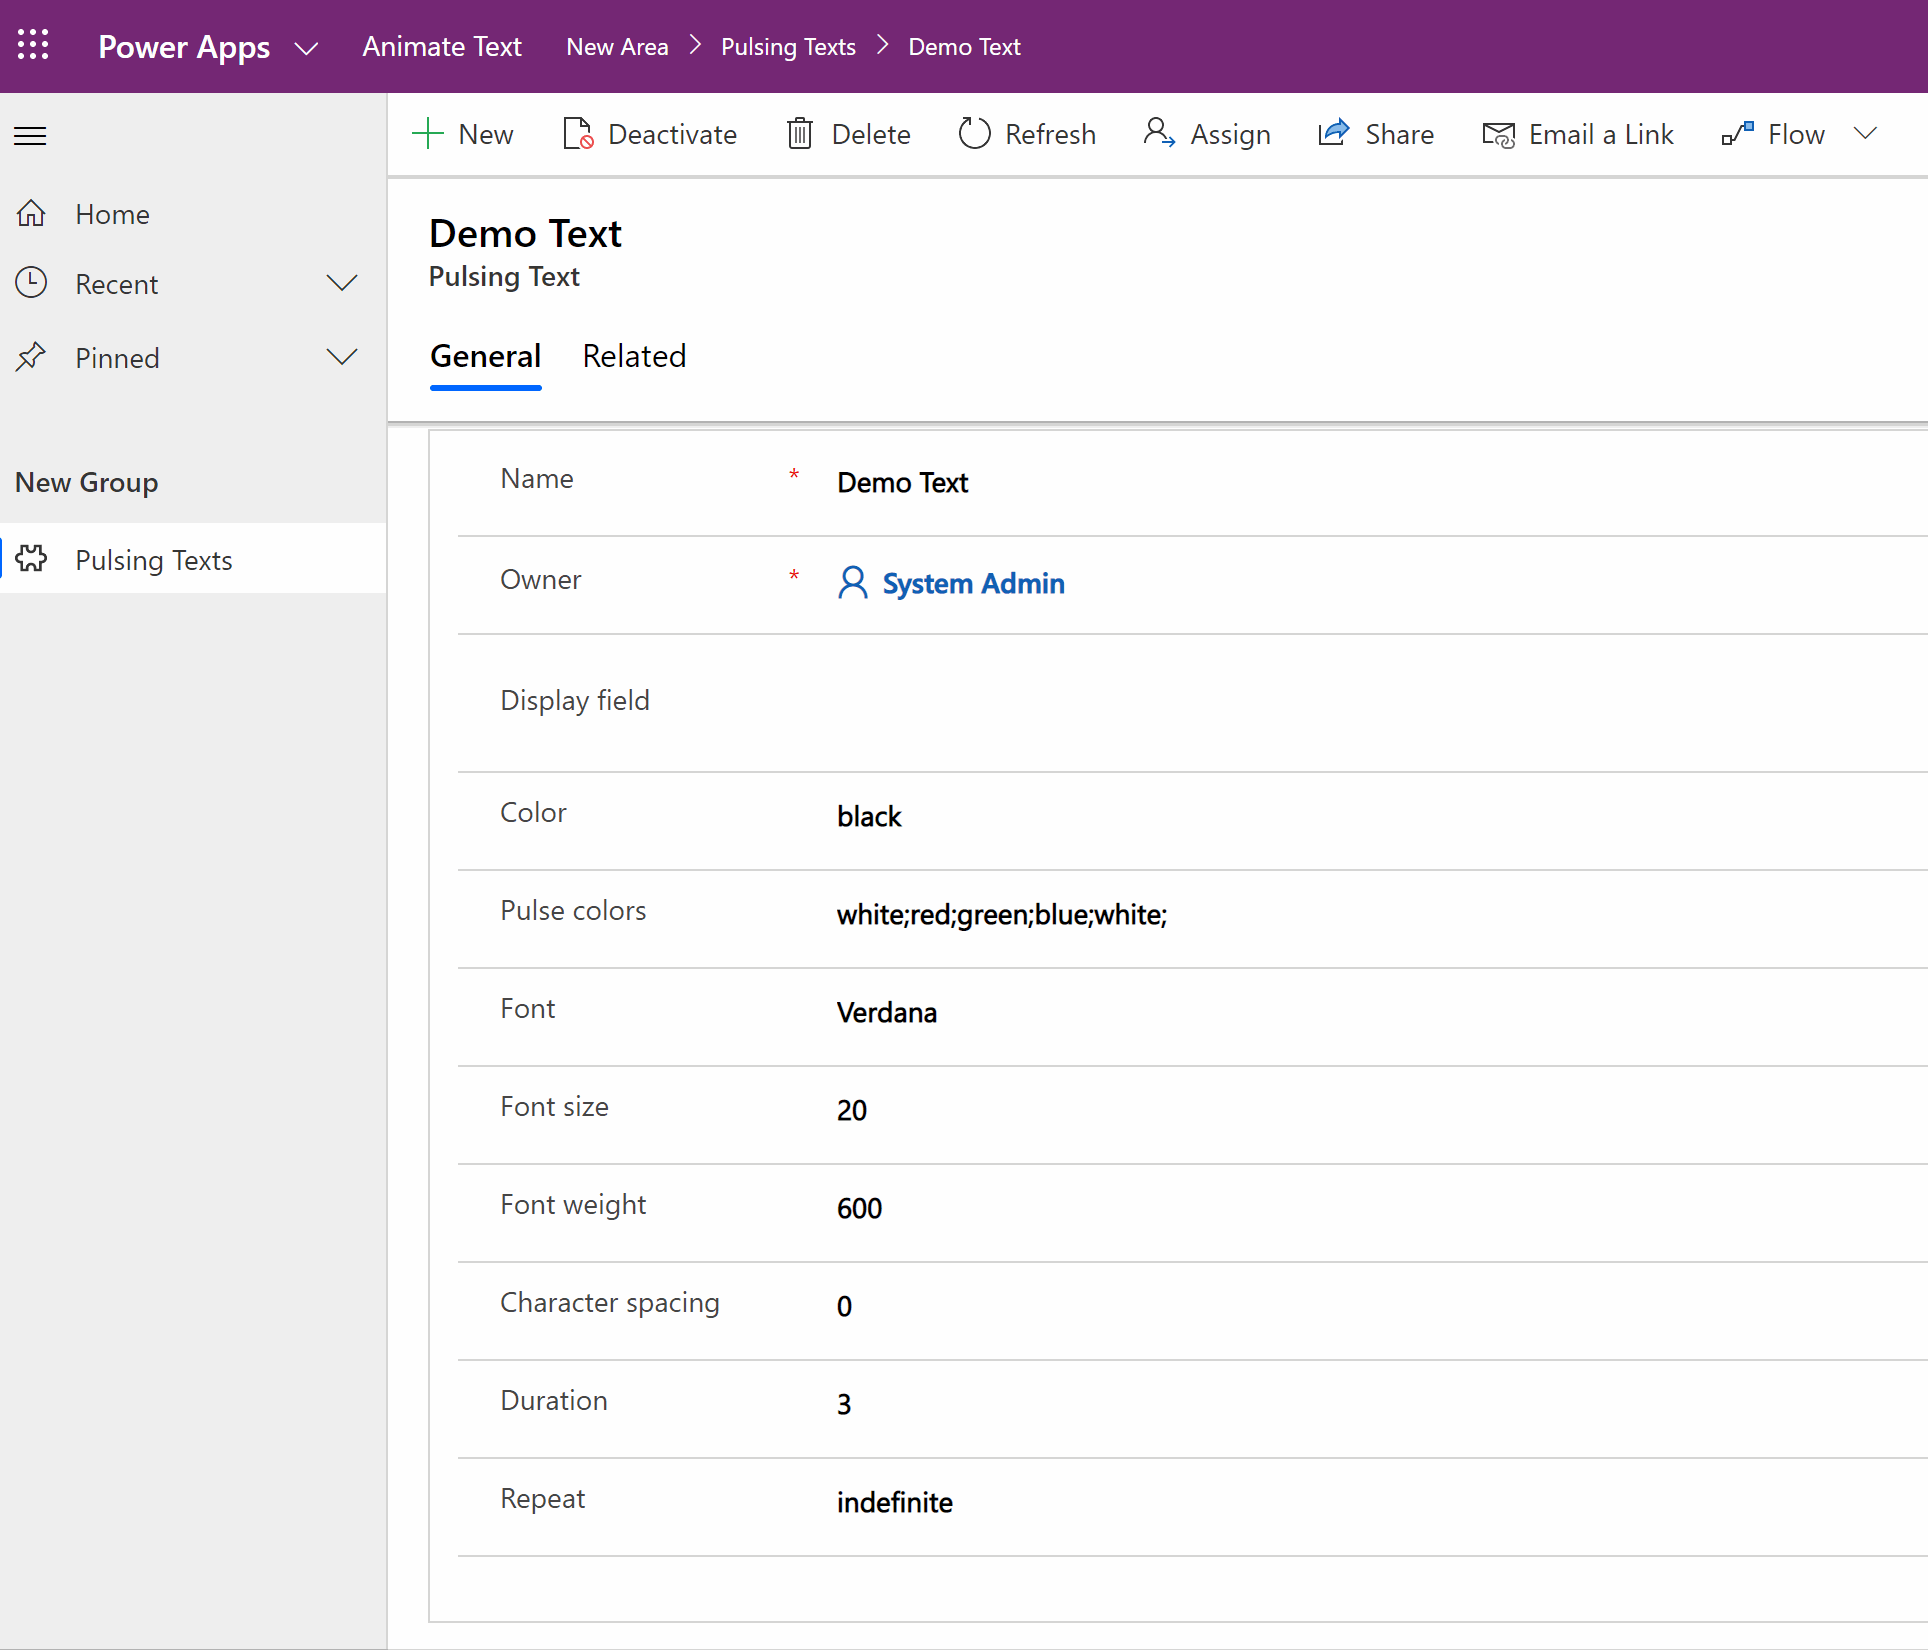 Power Apps Animate Text New Area Pulsing Texts Demo Text
New Deactivate Delete Refresh Assign Share Email a Link Flow
Home
Recent
Pinned
New Group
Pulsing Texts
Demo Text
Pulsing Text
General Related
Name * Demo Text
Owner * System Admin
Display field
Color black
Pulse colors white;red;green;blue;white;
Font Verdana
Font size 20
Font weight 600
Character spacing 0
Duration 3
Repeat indefinite